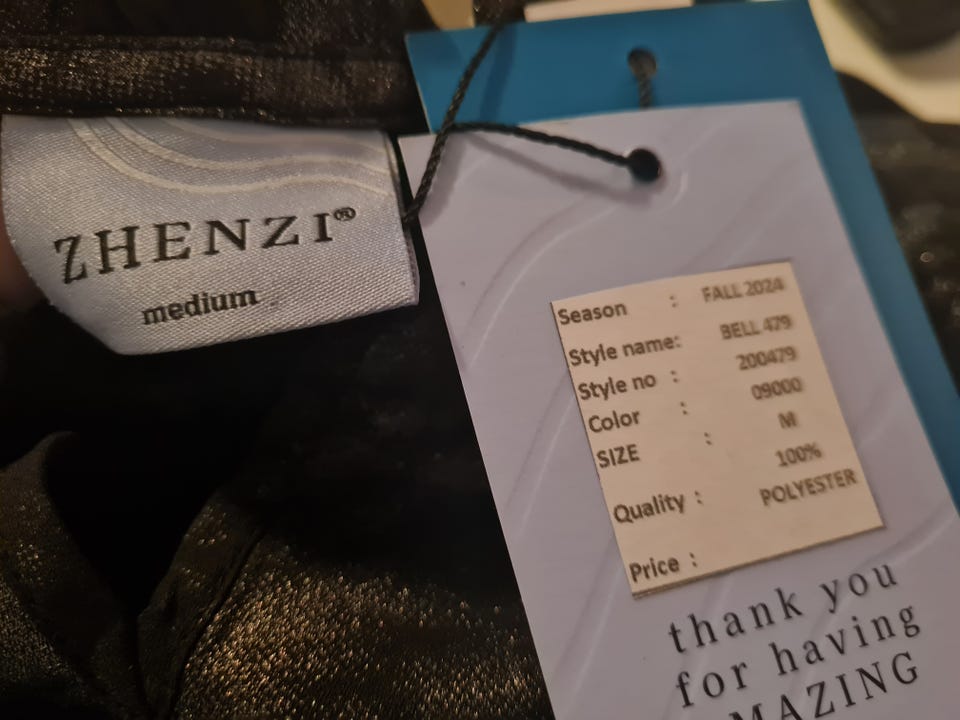 ZHENZI®
medium
Season : FALL 2024
Style name: BELL 479
Style no : 200479
Color : 09000
SIZE : M
Quality : 100%
POLYESTER
Price :
thank you
for having
MAZING